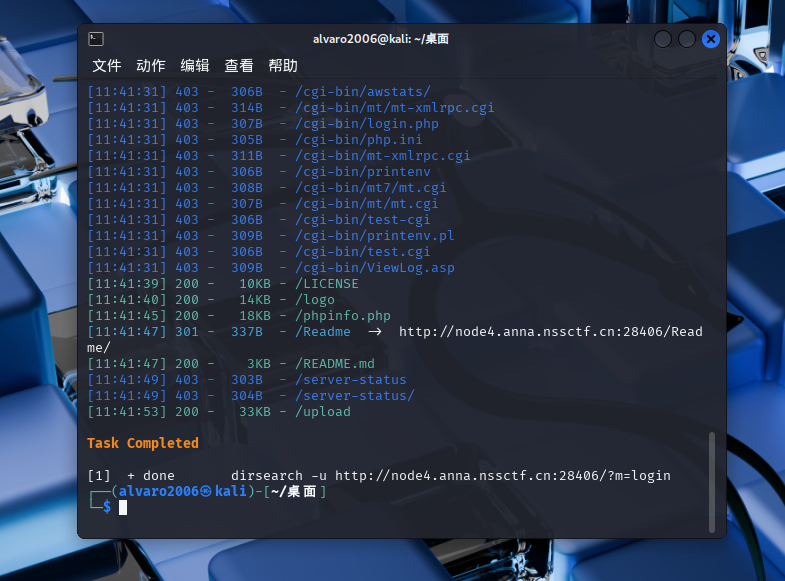 alvaro2006@kali: ~/桌面
文件 动作 编辑 查看 帮助
[11:41:31] 403 -  306B  - /cgi-bin/awstats/
[11:41:31] 403 -  314B  - /cgi-bin/mt/mt-xmlrpc.cgi
[11:41:31] 403 -  307B  - /cgi-bin/login.php
[11:41:31] 403 -  305B  - /cgi-bin/php.ini
[11:41:31] 403 -  311B  - /cgi-bin/mt-xmlrpc.cgi
[11:41:31] 403 -  306B  - /cgi-bin/printenv
[11:41:31] 403 -  308B  - /cgi-bin/mt7/mt.cgi
[11:41:31] 403 -  307B  - /cgi-bin/mt/mt.cgi
[11:41:31] 403 -  306B  - /cgi-bin/test-cgi
[11:41:31] 403 -  309B  - /cgi-bin/printenv.pl
[11:41:31] 403 -  306B  - /cgi-bin/test.cgi
[11:41:31] 403 -  309B  - /cgi-bin/ViewLog.asp
[11:41:39] 200 -   10KB - /LICENSE
[11:41:40] 200 -   14KB - /logo
[11:41:45] 200 -   18KB - /phpinfo.php
[11:41:47] 301 -  337B  - /Readme  ->  http://node4.anna.nssctf.cn:28406/Read
me/
[11:41:47] 200 -    3KB - /README.md
[11:41:49] 403 -  303B  - /server-status
[11:41:49] 403 -  304B  - /server-status/
[11:41:53] 200 -   33KB - /upload
Task Completed
[1]  + done       dirsearch -u http://node4.anna.nssctf.cn:28406/?m=login
┌──(alvaro2006㉿kali)-[~/桌面]
└─$